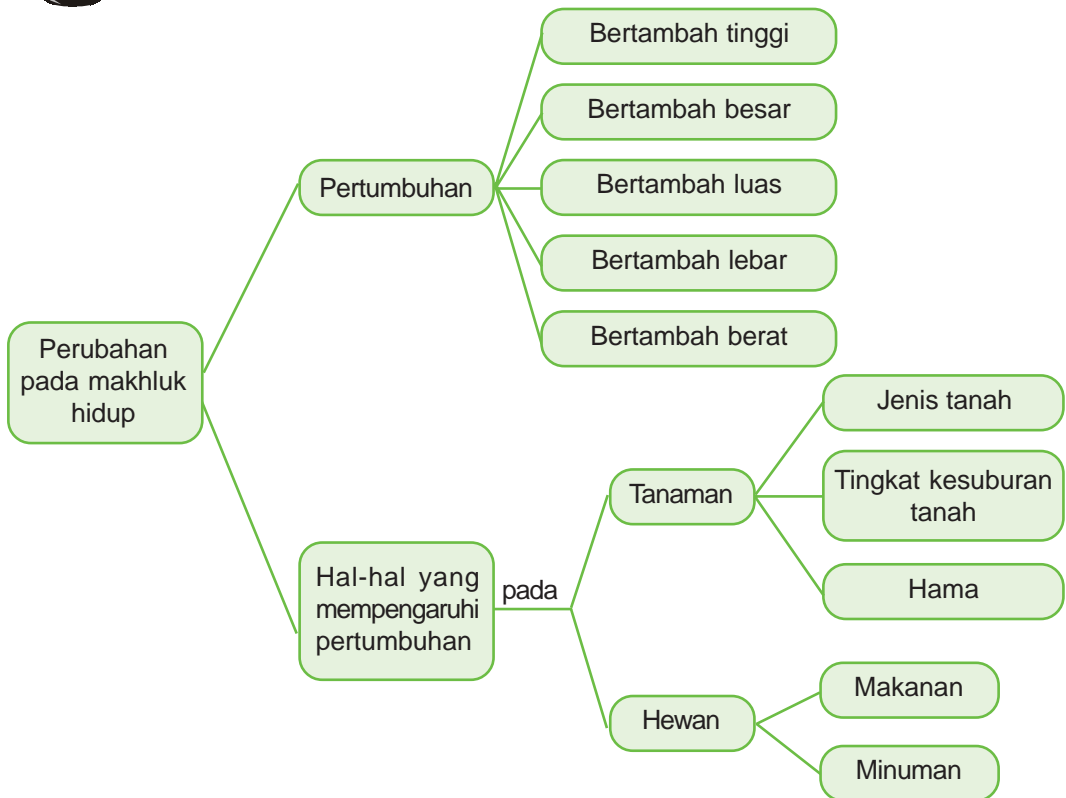 Bertambah tinggi
Bertambah besar
Pertumbuhan
Bertambah luas
Bertambah lebar
Bertambah berat
Perubahan
pada makhluk
hidup
Jenis tanah
Tanaman
Tingkat kesuburan
tanah
Hama
Hal-hal yang
mempengaruhi
pertumbuhan
pada
Hewan
Makanan
Minuman